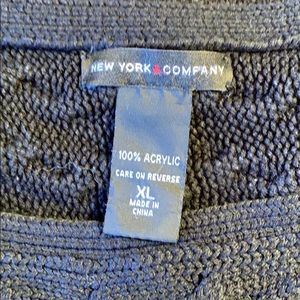 NEW YORK & COMPANY
100% ACRYLIC
CARE ON REVERSE
XL
MADE IN
CHINA